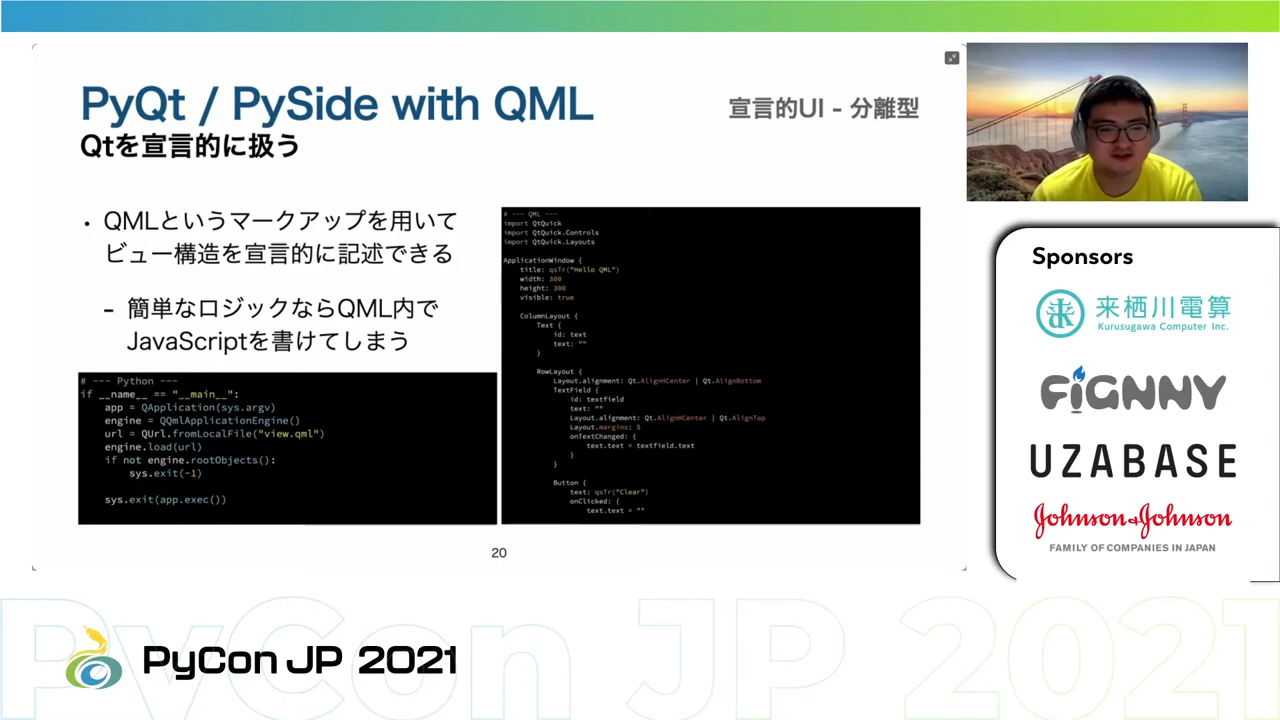 PyQt / PySide with QML
宣言的UI - 分離型
Qtを宣言的に扱う
・ QMLというマークアップを用いて
ビュー構造を宣言的に記述できる
- 簡単なロジックならQML内で
JavaScriptを書けてしまう
# --- Python ---
if __name__ == "__main__":
    app = QApplication(sys.argv)
    engine = QQmlApplicationEngine()
    url = QUrl.fromLocalFile("view.qml")
    engine.load(url)
    if not engine.rootObjects():
        sys.exit(-1)
    sys.exit(app.exec())
# --- QML ---
import QtQuick
import QtQuick.Controls
import QtQuick.Layouts
ApplicationWindow {
    title: qsTr("Hello QML")
    width: 300
    height: 300
    visible: true
    ColumnLayout {
        Text {
            id: text
            text: ""
        }
        RowLayout {
            Layout.alignment: Qt.AlignHCenter | Qt.AlignBottom
            TextField {
                id: textfield
                text: ""
                Layout.alignment: Qt.AlignHCenter | Qt.AlignTop
                Layout.margins: 5
                onTextChanged: {
                    text.text = textfield.text
                }
            }
            Button {
                text: qsTr("Clear")
                onClicked: {
                    text.text = ""
20
Sponsors
来栖川電算
Kurusugawa Computer Inc.
FiGNNY
UZABASE
Johnson & Johnson
FAMILY OF COMPANIES IN JAPAN
PyCon JP 2021
PyCon JP 2021